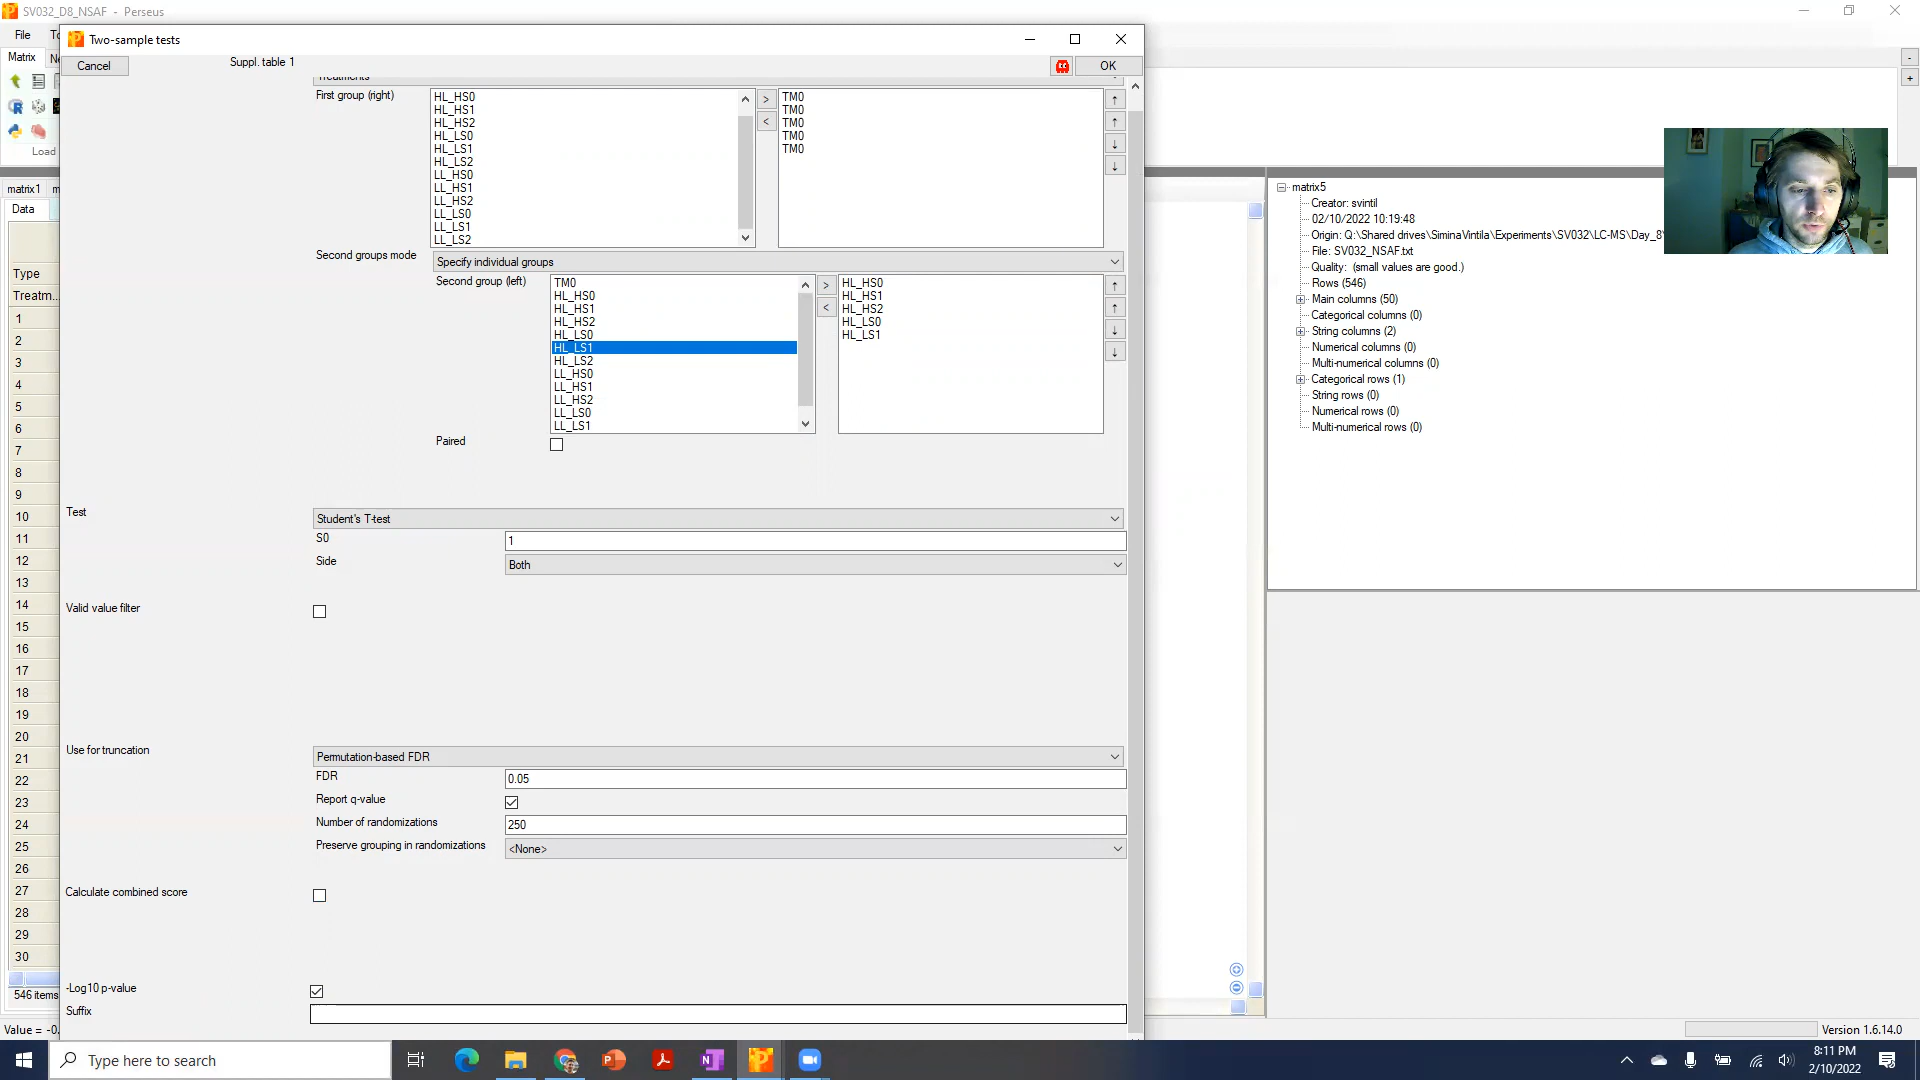 SV032_D8_NSAF - Perseus
File
Matrix
Load
matrix1
Data
Type
Treatm...
1
2
3
4
5
6
7
8
9
10
11
12
13
14
15
16
17
18
19
20
21
22
23
24
25
26
27
28
29
30
546 items
Two-sample tests
Cancel
Suppl. table 1
OK
Treatments
First group (right)
HL_HS0
HL_HS1
HL_HS2
HL_LS0
HL_LS1
HL_LS2
LL_HS0
LL_HS1
LL_HS2
LL_LS0
LL_LS1
LL_LS2
>
<
TM0
TM0
TM0
TM0
TM0
Second groups mode
Specify individual groups
Second group (left)
TM0
HL_HS0
HL_HS1
HL_HS2
HL_LS0
HL_LS1
HL_LS2
LL_HS0
LL_HS1
LL_HS2
LL_LS0
LL_LS1
>
<
HL_HS0
HL_HS1
HL_HS2
HL_LS0
HL_LS1
Paired
Test
Student's T-test
S0
1
Side
Both
Valid value filter
Use for truncation
Permutation-based FDR
FDR
0.05
Report q-value
Number of randomizations
250
Preserve grouping in randomizations
<None>
Calculate combined score
-Log10 p-value
Suffix
matrix5
Creator: svintil
02/10/2022 10:19:48
Origin: Q:\Shared drives\SiminaVintila\Experiments\SV032\LC-MS\Day_8\
File: SV032_NSAF.txt
Quality: (small values are good.)
Rows (546)
Main columns (50)
Categorical columns (0)
String columns (2)
Numerical columns (0)
Multi-numerical columns (0)
Categorical rows (1)
String rows (0)
Numerical rows (0)
Multi-numerical rows (0)
Value = -0.
Version 1.6.14.0
Type here to search
8:11 PM
2/10/2022